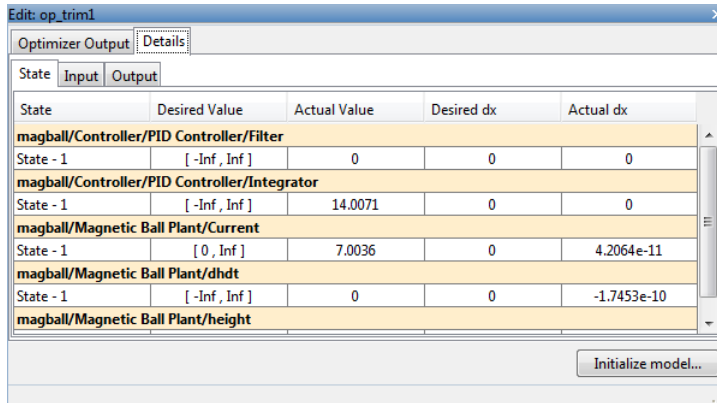 Edit: op_trim1
Optimizer Output Details
State Input Output
State Desired Value Actual Value Desired dx Actual dx
magball/Controller/PID Controller/Filter
State - 1 [ -Inf , Inf ] 0 0 0
magball/Controller/PID Controller/Integrator
State - 1 [ -Inf , Inf ] 14.0071 0 0
magball/Magnetic Ball Plant/Current
State - 1 [ 0 , Inf ] 7.0036 0 4.2064e-11
magball/Magnetic Ball Plant/dhdt
State - 1 [ -Inf , Inf ] 0 0 -1.7453e-10
magball/Magnetic Ball Plant/height
Initialize model...